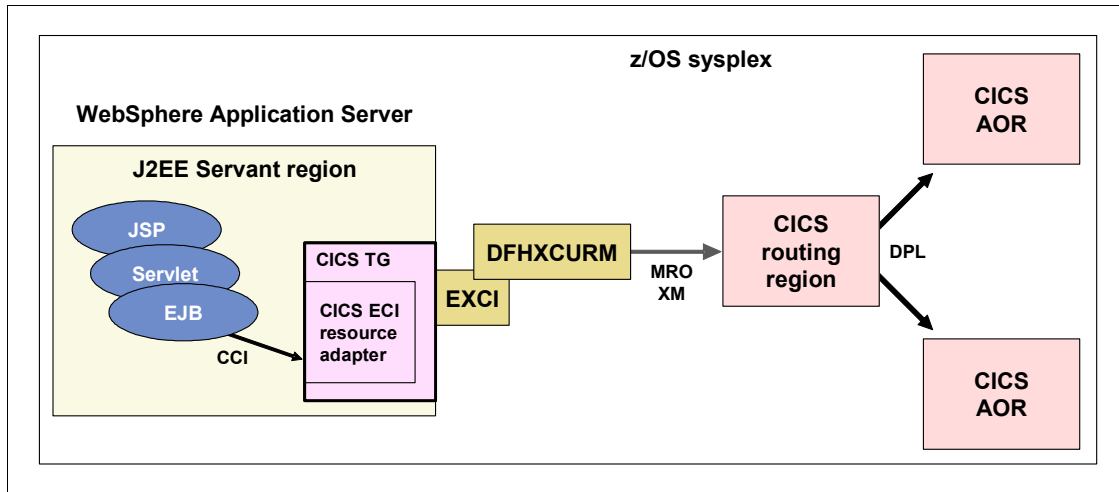 z/OS sysplex
WebSphere Application Server
J2EE Servant region
JSP
Servlet
EJB
CCI
CICS TG
CICS ECI
resource
adapter
EXCI
DFHXCURM
MRO
XM
CICS
routing
region
DPL
CICS
AOR
CICS
AOR